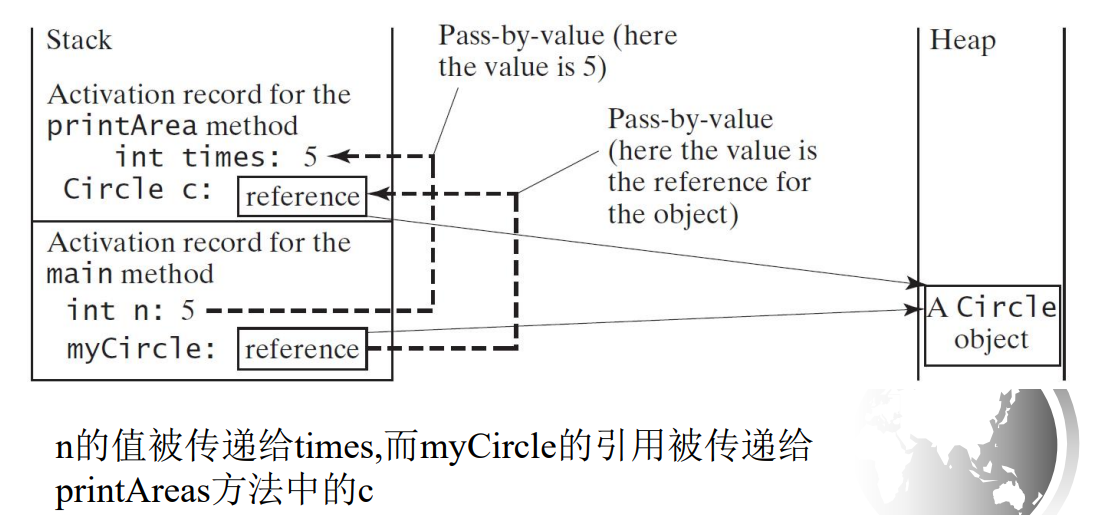 Stack
Activation record for the
printArea method
int times: 5
Circle c: reference
Activation record for the
main method
int n: 5
myCircle: reference
Pass-by-value (here
the value is 5)
Pass-by-value
(here the value is
the reference for
the object)
Heap
A Circle
object
n的值被传递给times,而myCircle的引用被传递给
printAreas方法中的c